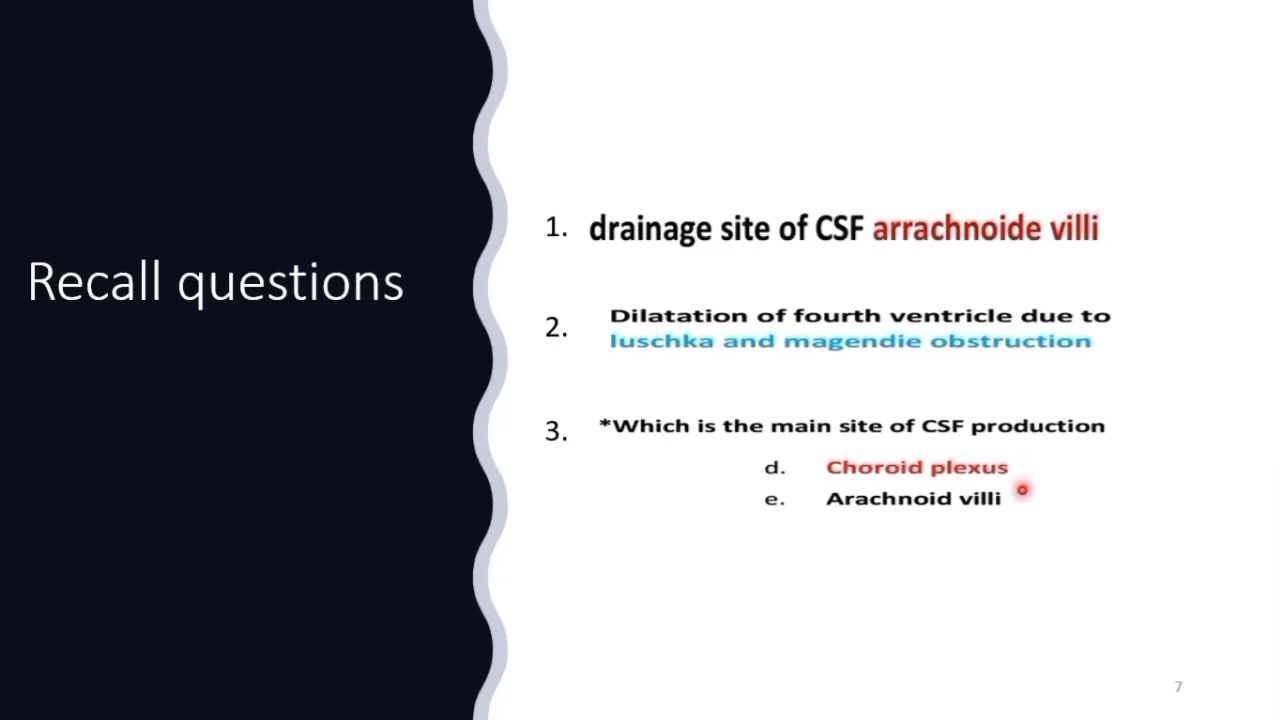 Recall questions
1. drainage site of CSF arrachnoide villi
2. Dilatation of fourth ventricle due to
luschka and magendie obstruction
3. *Which is the main site of CSF production
d. Choroid plexus
e. Arachnoid villi
7